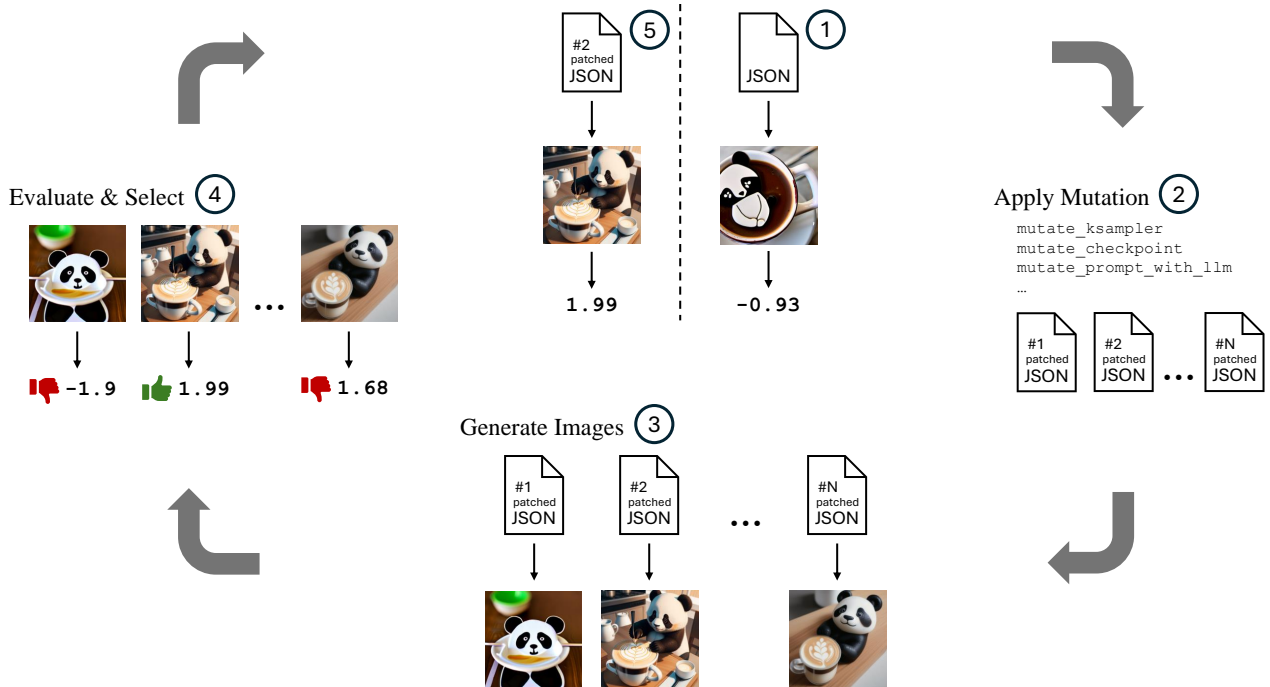 #2
patched
JSON
5
1.99
1
JSON
-0.93
Apply Mutation 2
mutate_ksampler
mutate_checkpoint
mutate_prompt_with_llm
…
#1
patched
JSON
#2
patched
JSON
...
#N
patched
JSON
Generate Images 3
#1
patched
JSON
#2
patched
JSON
...
#N
patched
JSON
Evaluate & Select 4
...
-1.9
1.99
1.68